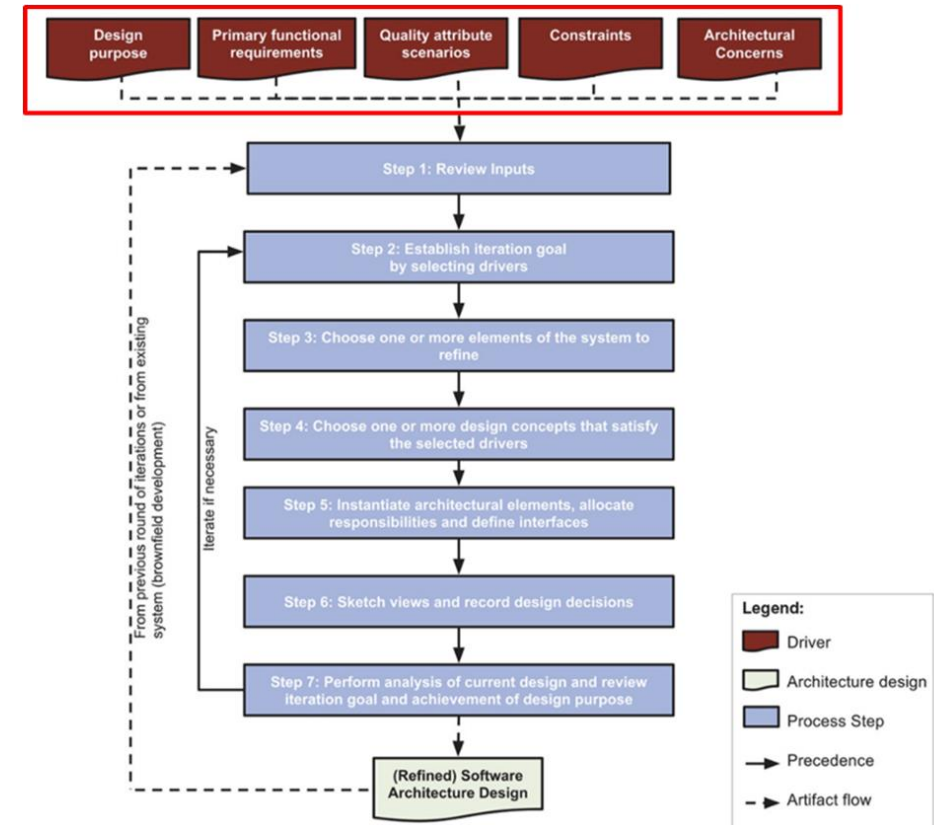 Design
purpose
Primary functional
requirements
Quality attribute
scenarios
Constraints
Architectural
Concerns
Step 1: Review Inputs
Step 2: Establish iteration goal
by selecting drivers
Step 3: Choose one or more elements of the system to
refine
Step 4: Choose one or more design concepts that satisfy
the selected drivers
Step 5: Instantiate architectural elements, allocate
responsibilities and define interfaces
Step 6: Sketch views and record design decisions
Step 7: Perform analysis of current design and review
iteration goal and achievement of design purpose
(Refined) Software
Architecture Design
From previous round of iterations or from existing
system (brownfield development)
Iterate if necessary
Legend:
Driver
Architecture design
Process Step
Precedence
Artifact flow